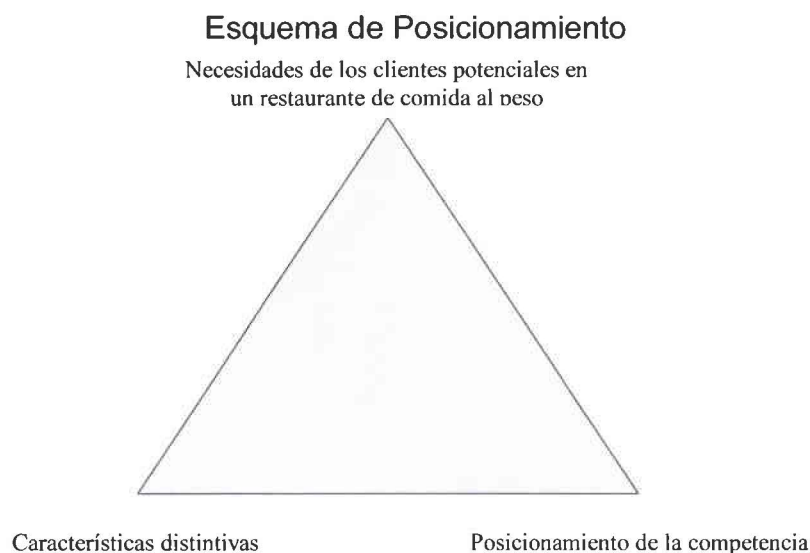 Esquema de Posicionamiento
Necesidades de los clientes potenciales en
un restaurante de comida al peso
Características distintivas
Posicionamiento de la competencia